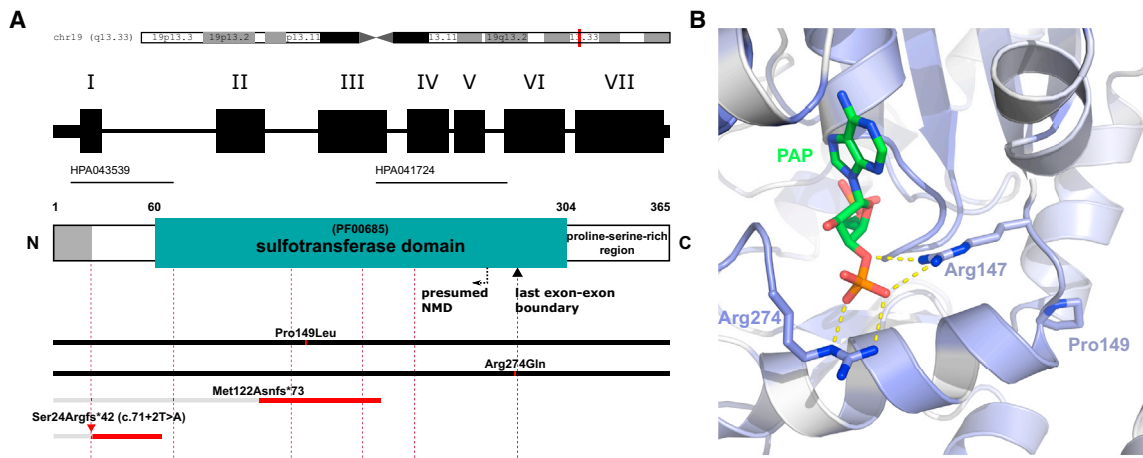 A
chr19 (q13.33)
19p13.3
19p13.2
p13.11
13.11
19q13.2
13.33
I
II
III
IV
V
VI
VII
HPA043539
HPA041724
1
60
304
365
N
(PF00685)
sulfotransferase domain
proline-serine-rich
region
C
presumed
NMD
last exon-exon
boundary
Pro149Leu
Arg274Gln
Met122Asnfs*73
Ser24Argfs*42 (c.71+2T>A)
B
PAP
Arg147
Arg274
Pro149